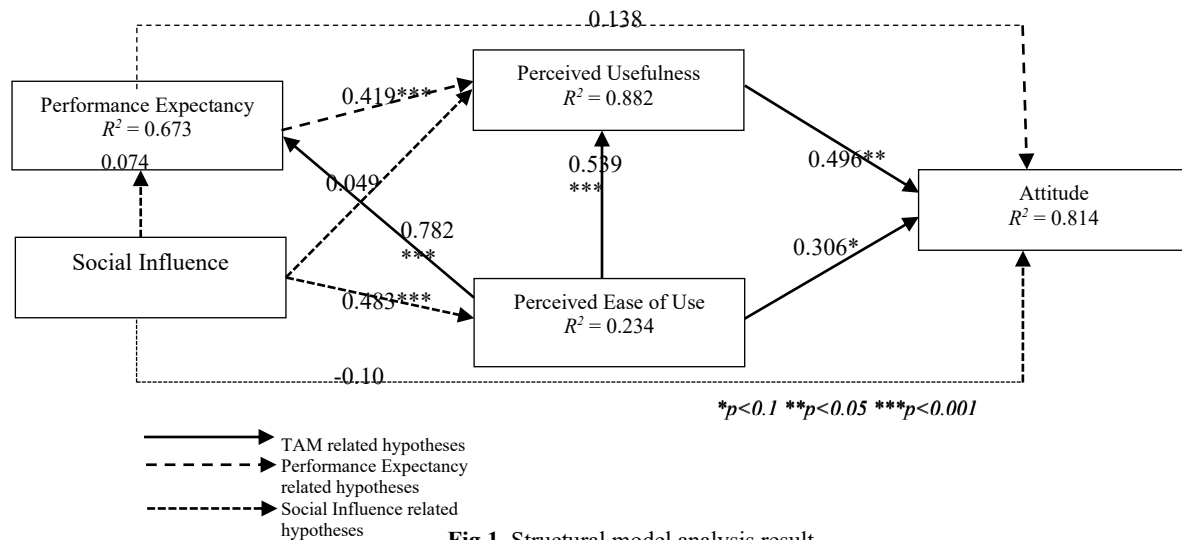 0.138
Performance Expectancy
R² = 0.673
0.074
Social Influence
0.419***
0.049
0.782
***
0.483***
Perceived Usefulness
R² = 0.882
0.539
***
Perceived Ease of Use
R² = 0.234
0.496**
0.306*
Attitude
R² = 0.814
-0.10
*p<0.1 **p<0.05 ***p<0.001
TAM related hypotheses
Performance Expectancy
related hypotheses
Social Influence related
hypotheses
Fig 1. Structural model analysis result